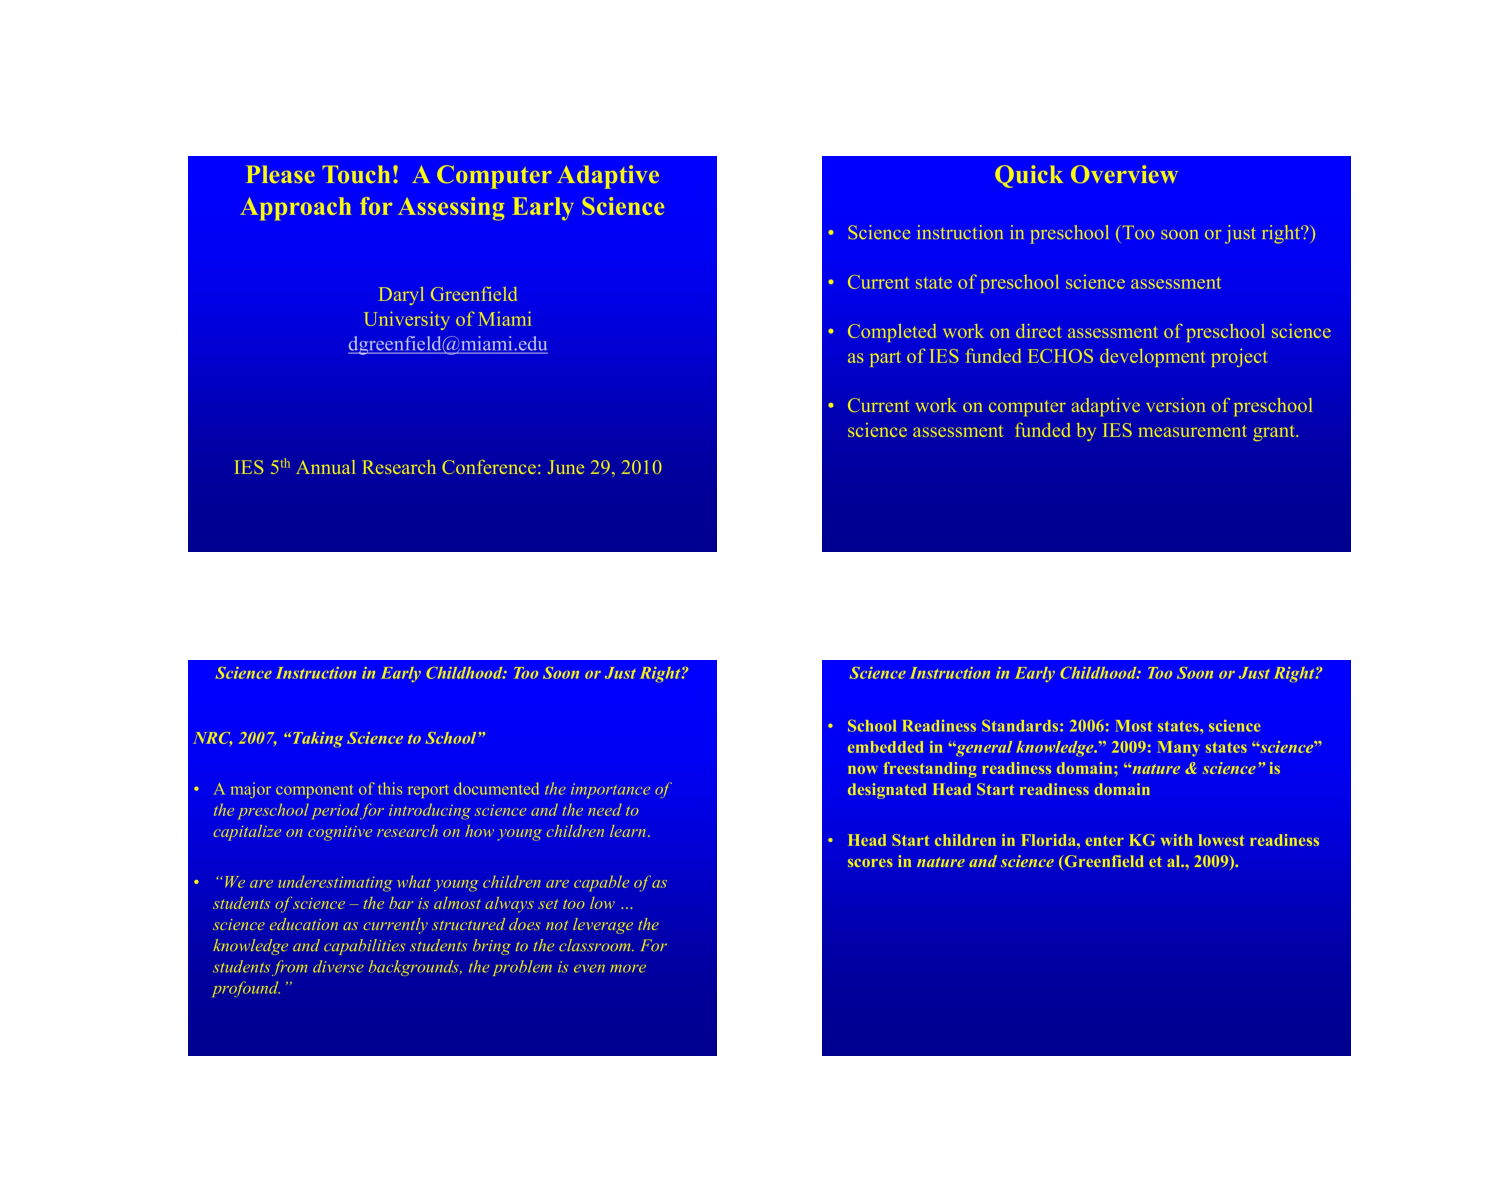 Please Touch!  A Computer Adaptive
Approach for Assessing Early Science
Daryl Greenfield
University of Miami
dgreenfield@miami.edu
IES 5th Annual Research Conference: June 29, 2010
Quick Overview
• Science instruction in preschool (Too soon or just right?)
• Current state of preschool science assessment
• Completed work on direct assessment of preschool science
as part of IES funded ECHOS development project
• Current work on computer adaptive version of preschool
science assessment  funded by IES measurement grant.
Science Instruction in Early Childhood: Too Soon or Just Right?
NRC, 2007, “Taking Science to School”
• A major component of this report documented the importance of
the preschool period for introducing science and the need to
capitalize on cognitive research on how young children learn.
• “We are underestimating what young children are capable of as
students of science – the bar is almost always set too low …
science education as currently structured does not leverage the
knowledge and capabilities students bring to the classroom. For
students from diverse backgrounds, the problem is even more
profound.”
Science Instruction in Early Childhood: Too Soon or Just Right?
• School Readiness Standards: 2006: Most states, science
embedded in “general knowledge.” 2009: Many states “science”
now freestanding readiness domain; “nature & science” is
designated Head Start readiness domain
• Head Start children in Florida, enter KG with lowest readiness
scores in nature and science (Greenfield et al., 2009).